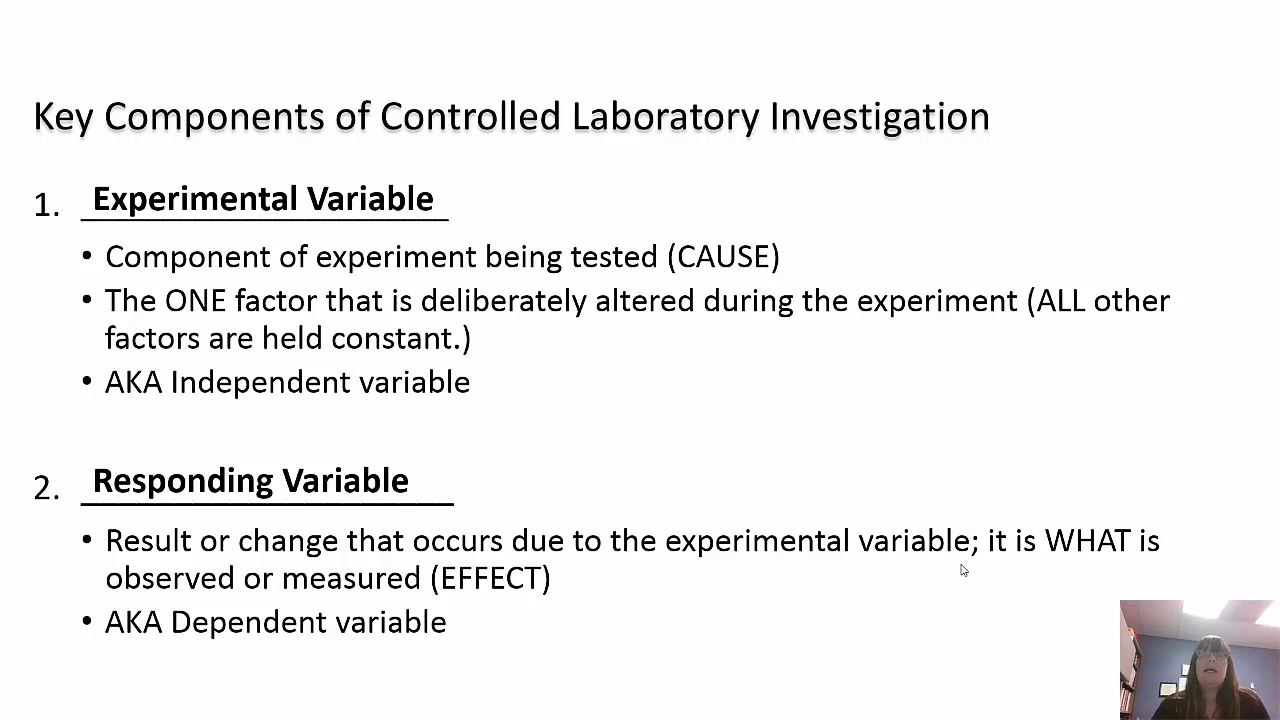 Key Components of Controlled Laboratory Investigation
1. Experimental Variable
• Component of experiment being tested (CAUSE)
• The ONE factor that is deliberately altered during the experiment (ALL other
factors are held constant.)
• AKA Independent variable
2. Responding Variable
• Result or change that occurs due to the experimental variable; it is WHAT is
observed or measured (EFFECT)
• AKA Dependent variable